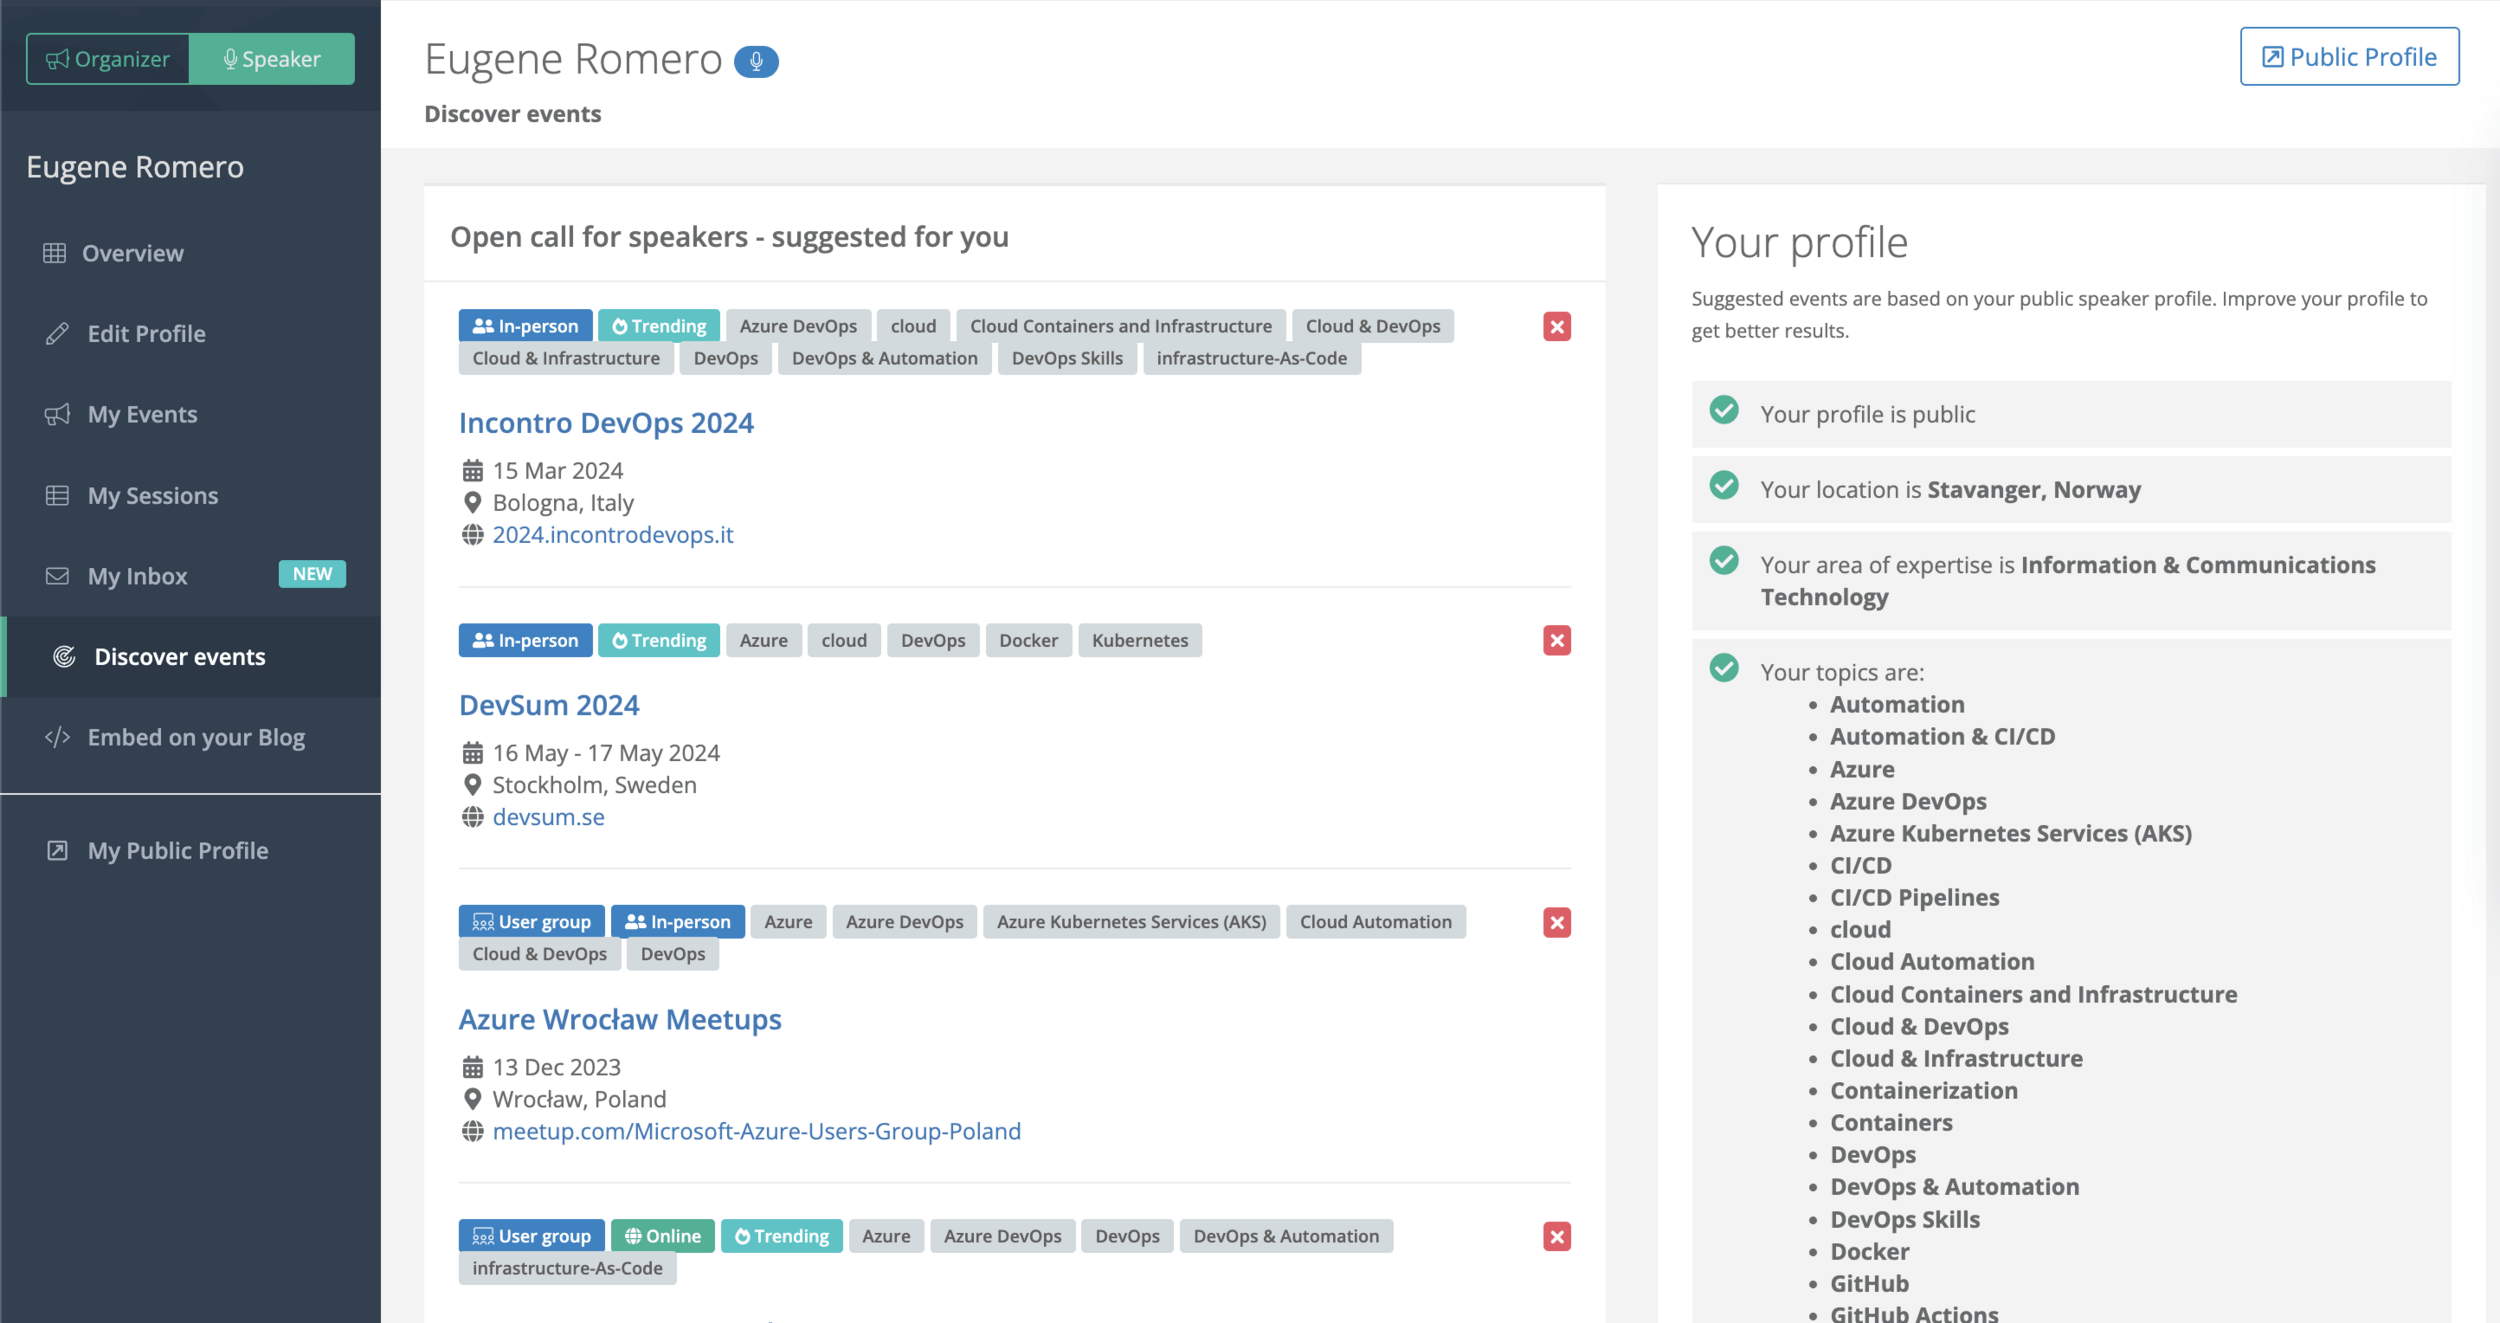 Organizer
Speaker
Eugene Romero
Overview
Edit Profile
My Events
My Sessions
My Inbox NEW
Discover events
Embed on your Blog
My Public Profile
Eugene Romero
Public Profile
Discover events
Open call for speakers - suggested for you
In-person Trending Azure DevOps cloud Cloud Containers and Infrastructure Cloud & DevOps
Cloud & Infrastructure DevOps DevOps & Automation DevOps Skills infrastructure-As-Code
Incontro DevOps 2024
15 Mar 2024
Bologna, Italy
2024.incontrodevops.it
In-person Trending Azure cloud DevOps Docker Kubernetes
DevSum 2024
16 May - 17 May 2024
Stockholm, Sweden
devsum.se
User group In-person Azure Azure DevOps Azure Kubernetes Services (AKS) Cloud Automation
Cloud & DevOps DevOps
Azure Wrocław Meetups
13 Dec 2023
Wrocław, Poland
meetup.com/Microsoft-Azure-Users-Group-Poland
User group Online Trending Azure Azure DevOps DevOps DevOps & Automation
infrastructure-As-Code
Your profile
Suggested events are based on your public speaker profile. Improve your profile to
get better results.
Your profile is public
Your location is Stavanger, Norway
Your area of expertise is Information & Communications
Technology
Your topics are:
Automation
Automation & CI/CD
Azure
Azure DevOps
Azure Kubernetes Services (AKS)
CI/CD
CI/CD Pipelines
cloud
Cloud Automation
Cloud Containers and Infrastructure
Cloud & DevOps
Cloud & Infrastructure
Containerization
Containers
DevOps
DevOps & Automation
DevOps Skills
Docker
GitHub
GitHub Actions